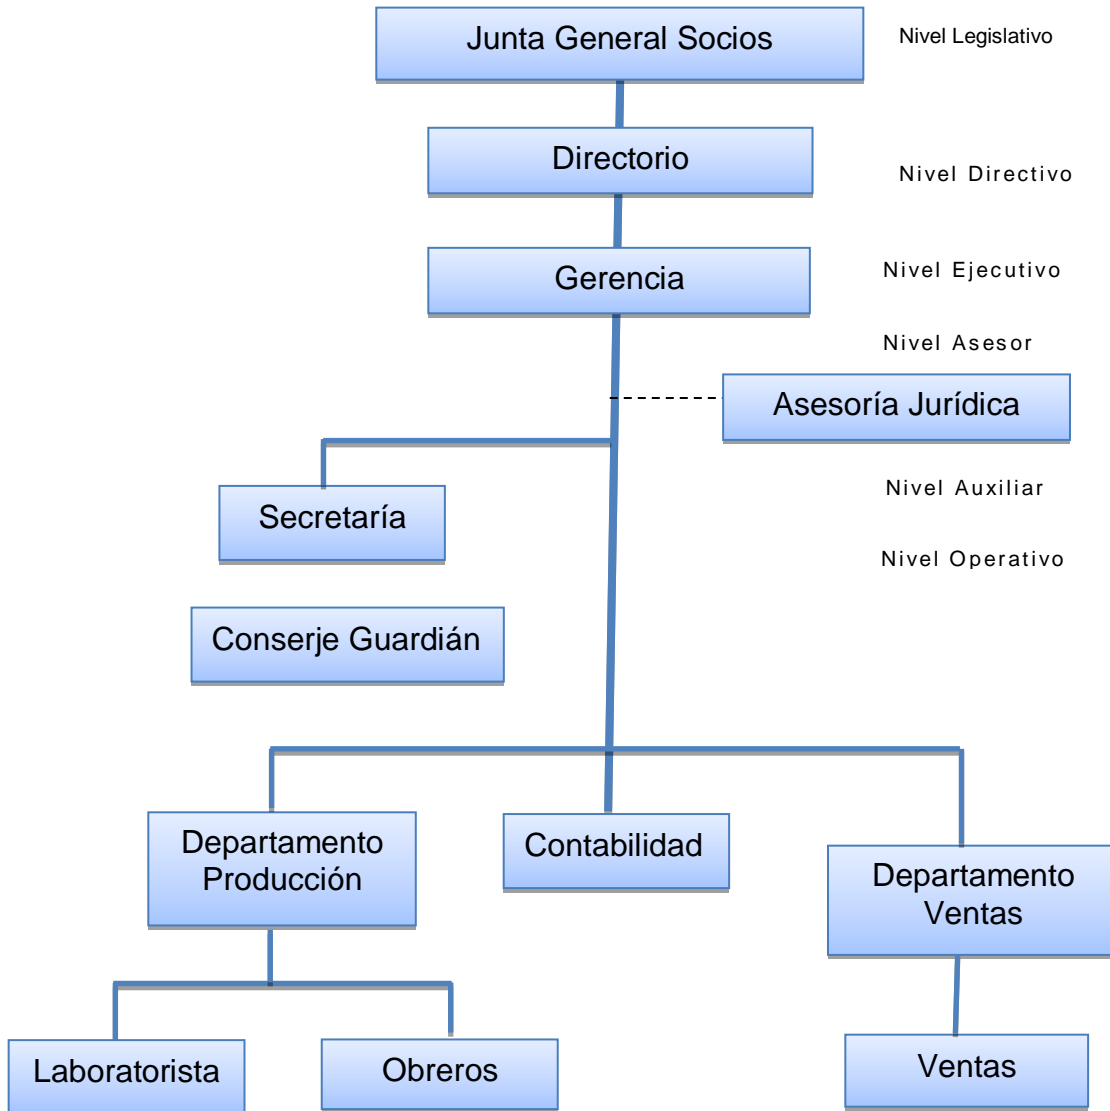 Junta General Socios
Nivel Legislativo
Directorio
Nivel Directivo
Gerencia
Nivel Ejecutivo
Nivel Asesor
Asesoría Jurídica
Nivel Auxiliar
Secretaría
Nivel Operativo
Conserje Guardián
Departamento
Producción
Contabilidad
Departamento
Ventas
Laboratorista
Obreros
Ventas